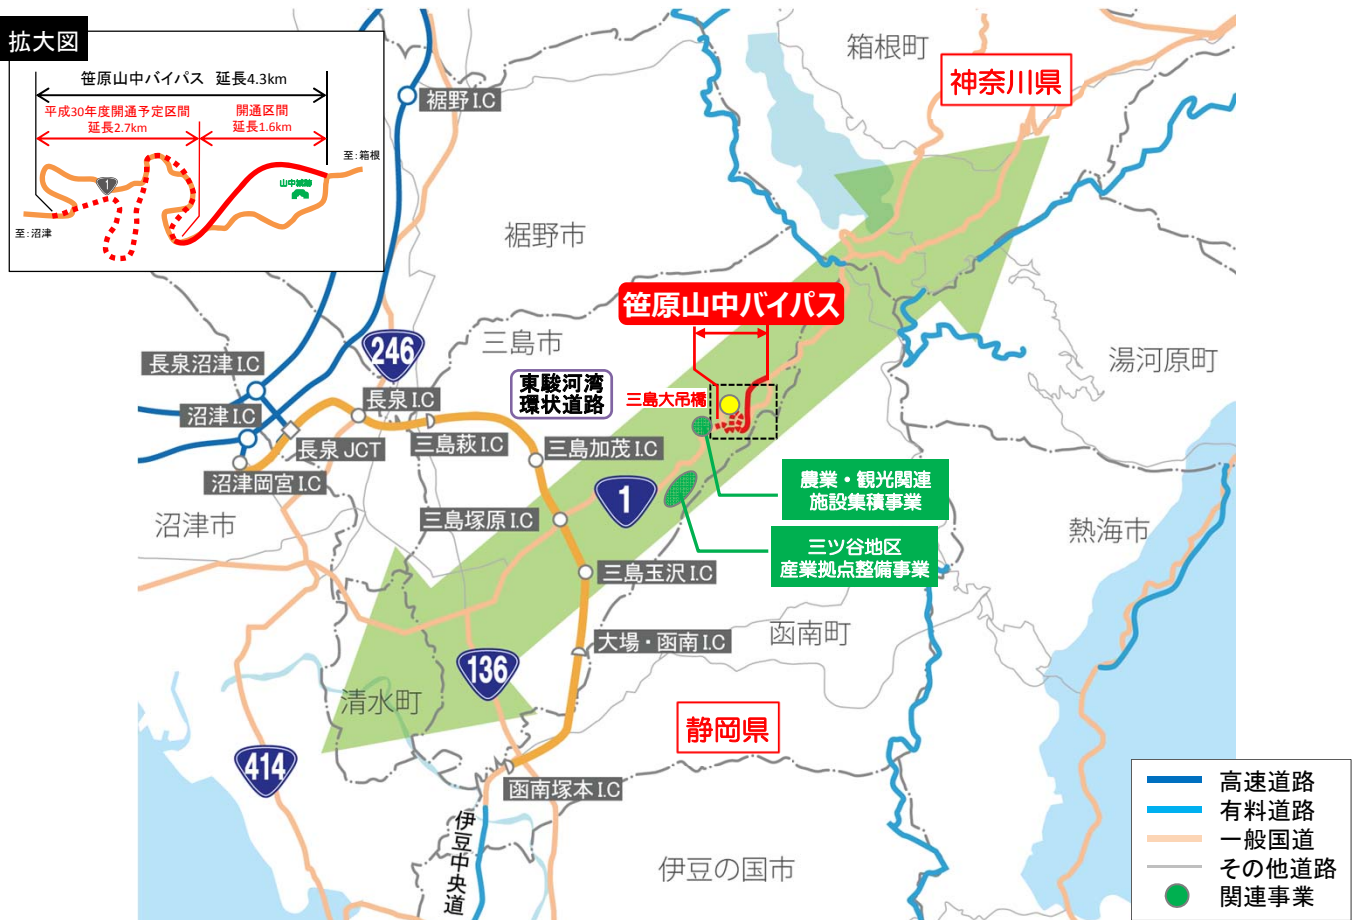 拡大図
笹原山中バイパス 延長4.3km
平成30年度開通予定区間
延長2.7km
開通区間
延長1.6km
至:箱根
山中城跡
1
至:沼津
箱根町
神奈川県
裾野I.C
裾野市
笹原山中バイパス
三島市
246
湯河原町
長泉沼津I.C
東駿河湾
環状道路
三島大吊橋
長泉I.C
沼津I.C
長泉JCT
三島萩I.C
三島加茂I.C
沼津岡宮I.C
農業・観光関連
施設集積事業
1
沼津市
三島塚原I.C
熱海市
三ツ谷地区
産業拠点整備事業
三島玉沢I.C
函南町
大場・函南I.C
136
清水町
静岡県
414
函南塚本I.C
伊豆中央道
伊豆の国市
高速道路
有料道路
一般国道
その他道路
関連事業